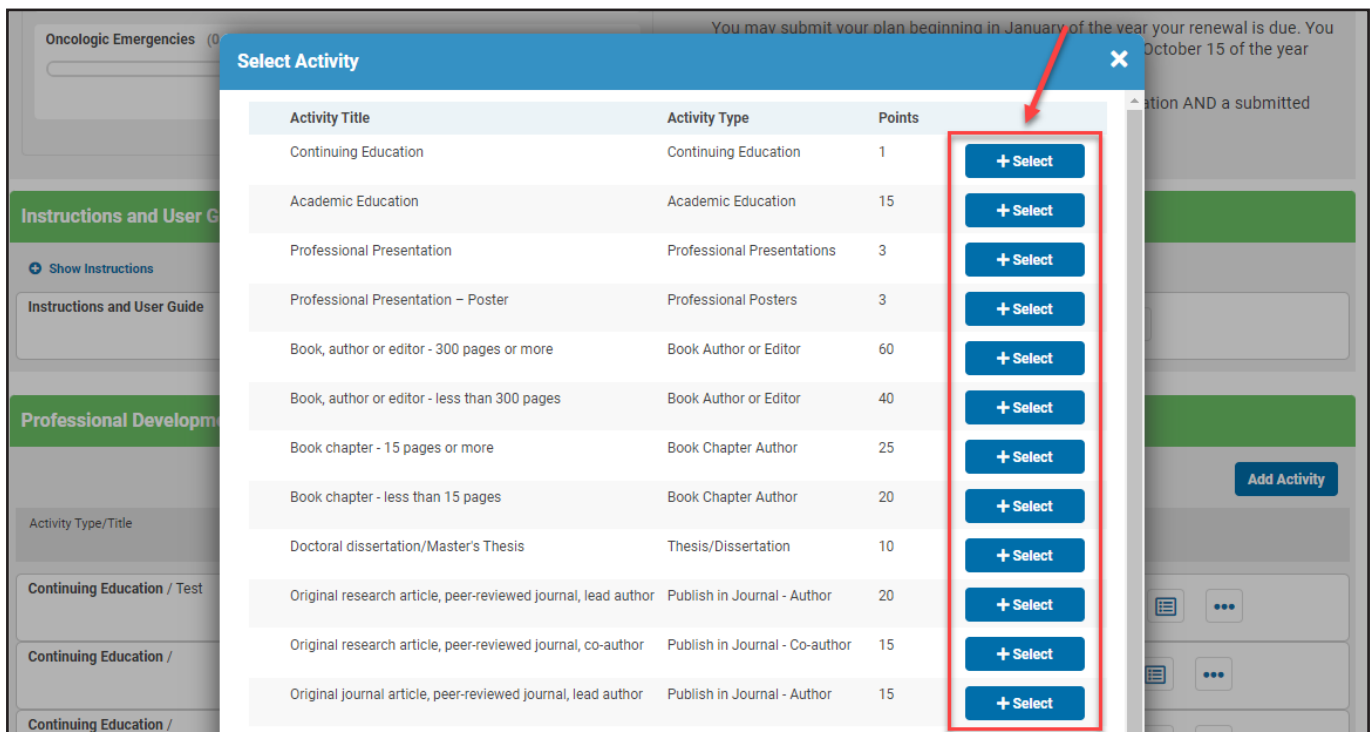 You may submit your plan beginning in January of the year your renewal is due. You
Oncologic Emergencies (0
October 15 of the year
Select Activity
ation AND a submitted
Activity Title Activity Type Points
Continuing Education Continuing Education 1 + Select
Academic Education Academic Education 15 + Select
Instructions and User G
Professional Presentation Professional Presentations 3 + Select
Show Instructions
Professional Presentation – Poster Professional Posters 3 + Select
Instructions and User Guide
Book, author or editor - 300 pages or more Book Author or Editor 60 + Select
Book, author or editor - less than 300 pages Book Author or Editor 40 + Select
Professional Developm
Book chapter - 15 pages or more Book Chapter Author 25 + Select
Add Activity
Book chapter - less than 15 pages Book Chapter Author 20 + Select
Activity Type/Title
Doctoral dissertation/Master's Thesis Thesis/Dissertation 10 + Select
Continuing Education / Test
Original research article, peer-reviewed journal, lead author Publish in Journal - Author 20 + Select
Original research article, peer-reviewed journal, co-author Publish in Journal - Co-author 15 + Select
Continuing Education /
Original journal article, peer-reviewed journal, lead author Publish in Journal - Author 15 + Select
Continuing Education /